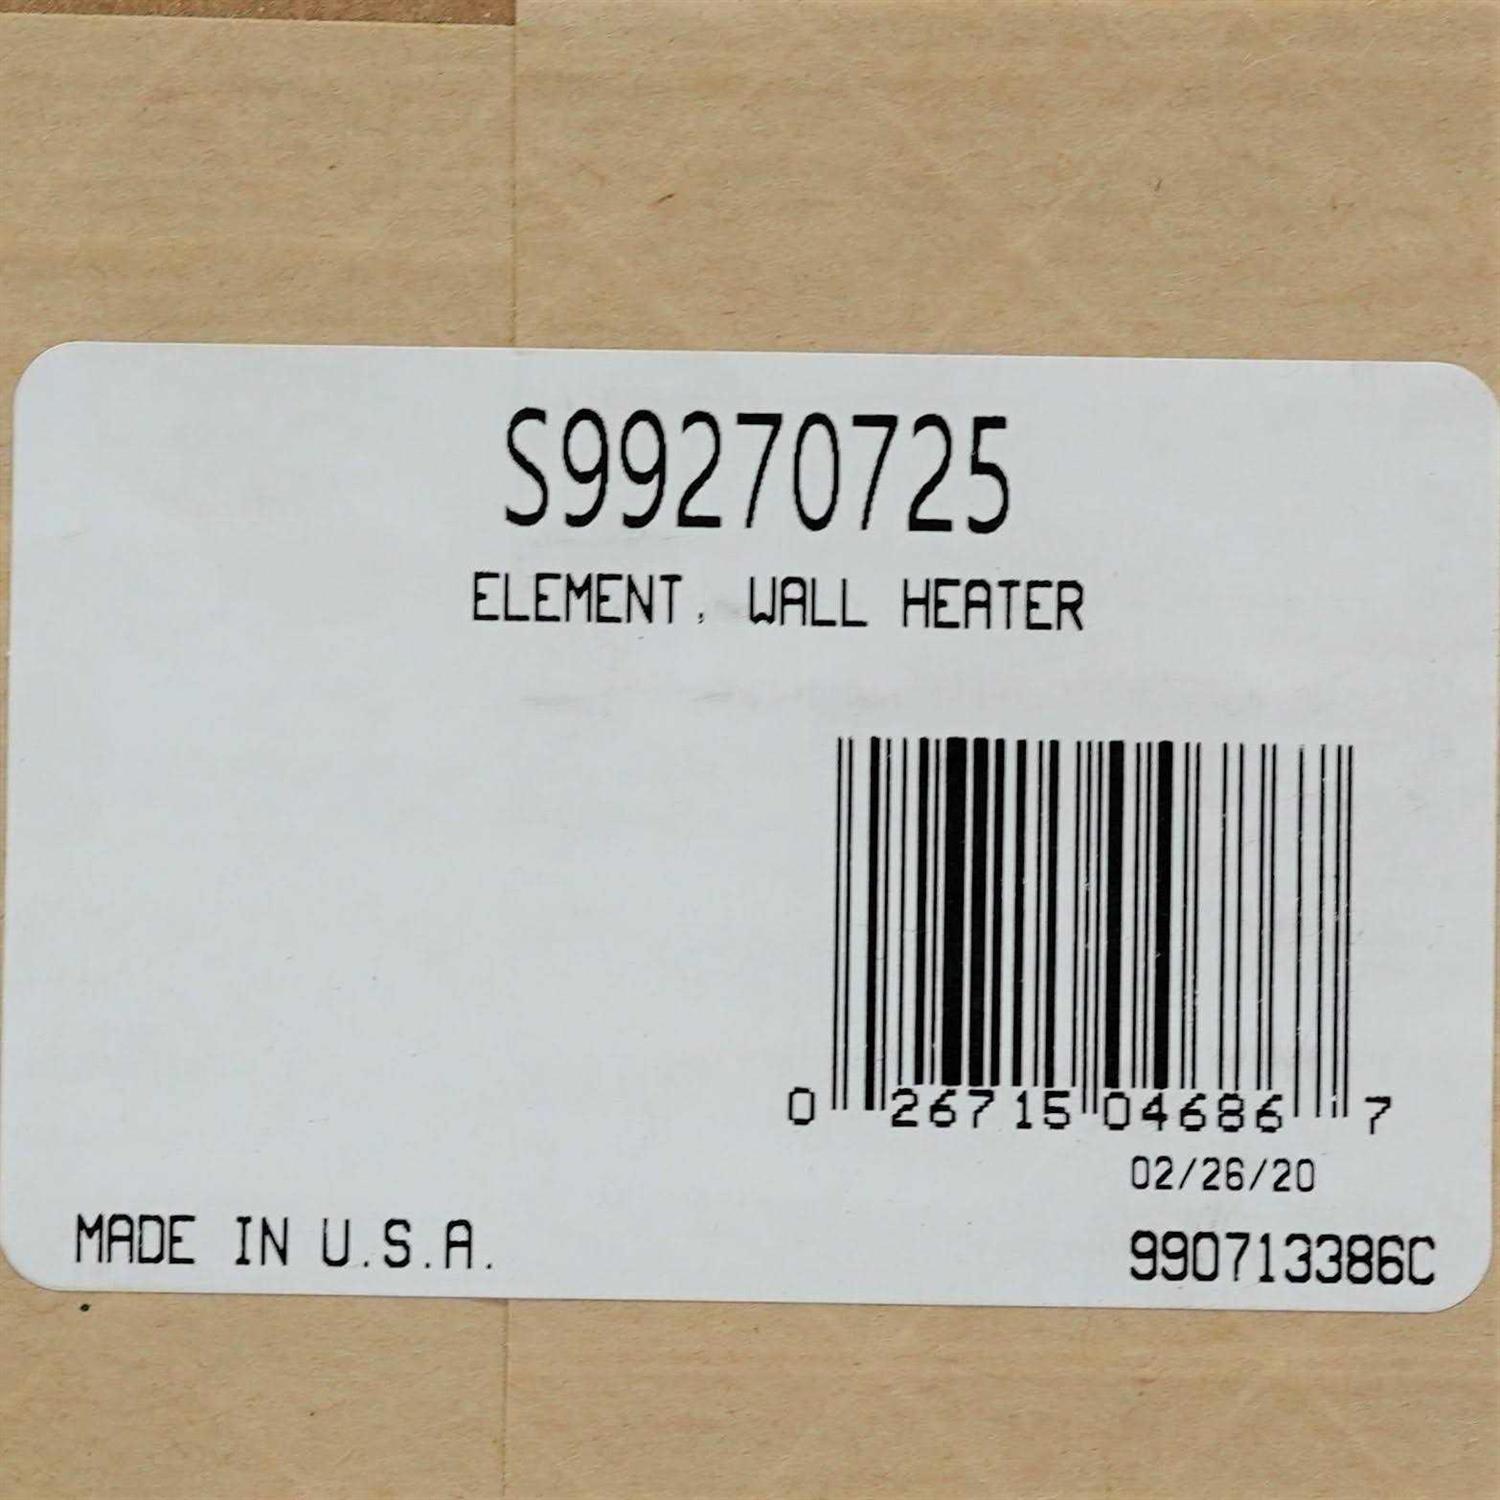 S99270725
ELEMENT, WALL HEATER
0 26715 04686 7
02/26/20
MADE IN U.S.A.
990713386C